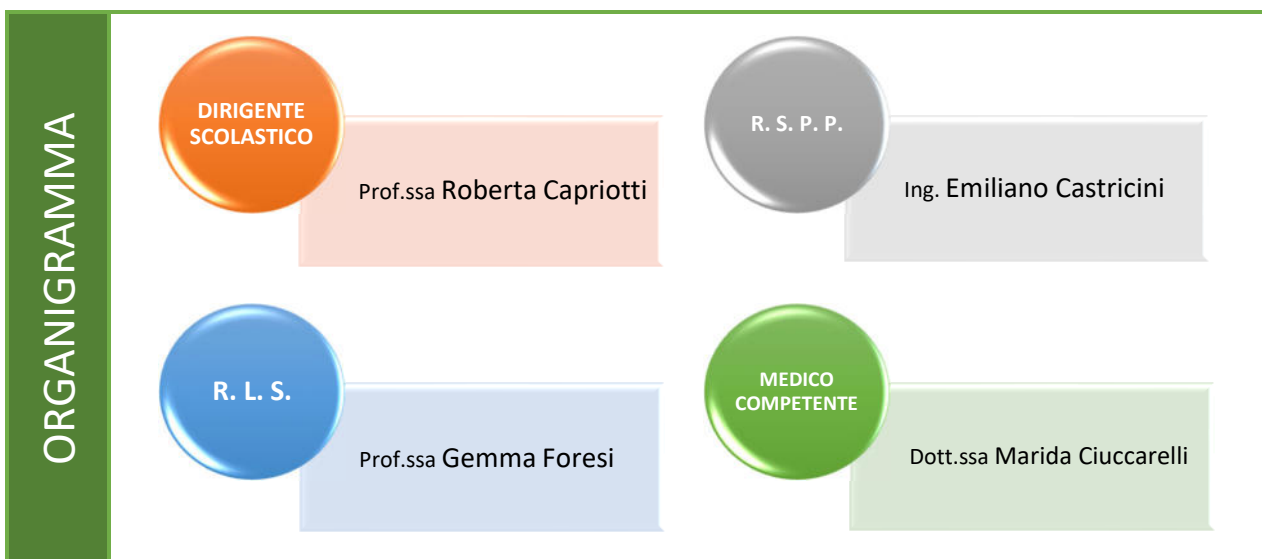 ORGANIGRAMMA
DIRIGENTE
SCOLASTICO
Prof.ssa Roberta Capriotti
R. S. P. P.
Ing. Emiliano Castricini
R. L. S.
Prof.ssa Gemma Foresi
MEDICO
COMPETENTE
Dott.ssa Marida Ciuccarelli